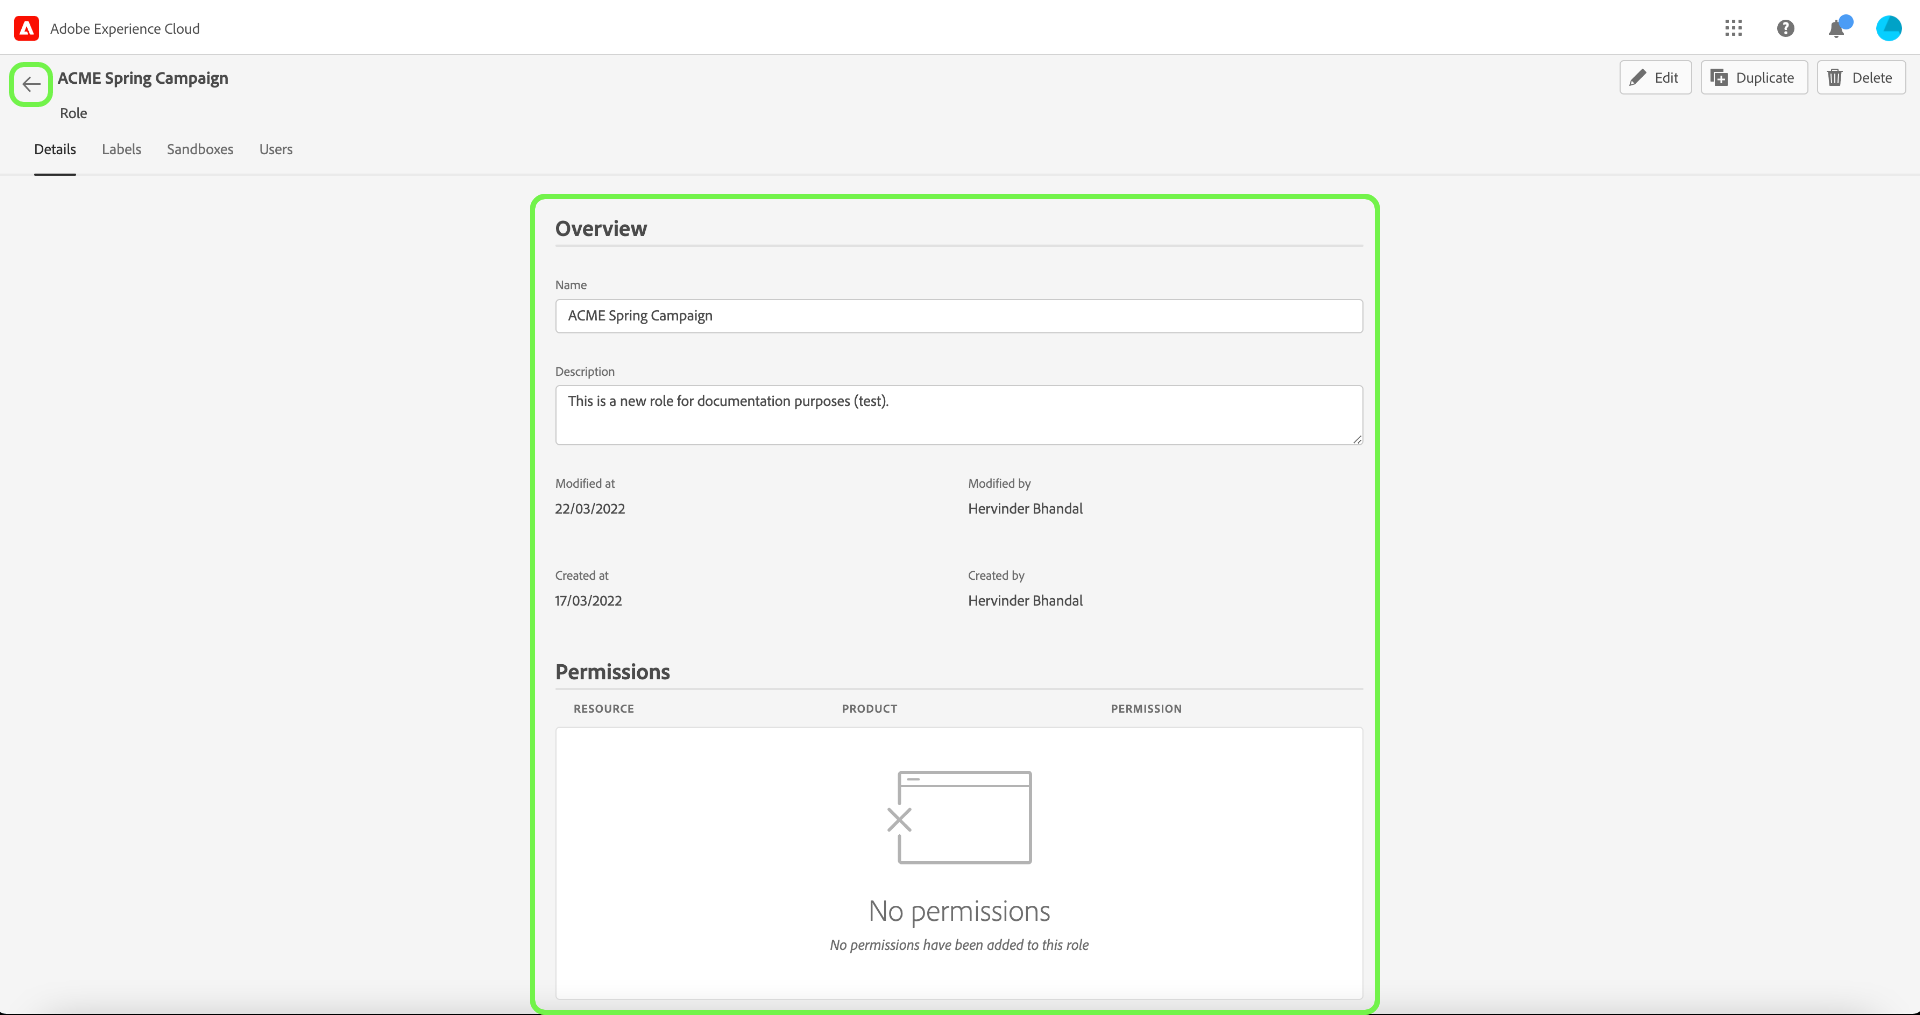 Adobe Experience Cloud
ACME Spring Campaign
Edit
Duplicate
Delete
Role
Details
Labels
Sandboxes
Users
Overview
Name
ACME Spring Campaign
Description
This is a new role for documentation purposes (test).
Modified at
Modified by
22/03/2022
Hervinder Bhandal
Created at
Created by
17/03/2022
Hervinder Bhandal
Permissions
RESOURCE
PRODUCT
PERMISSION
No permissions
No permissions have been added to this role